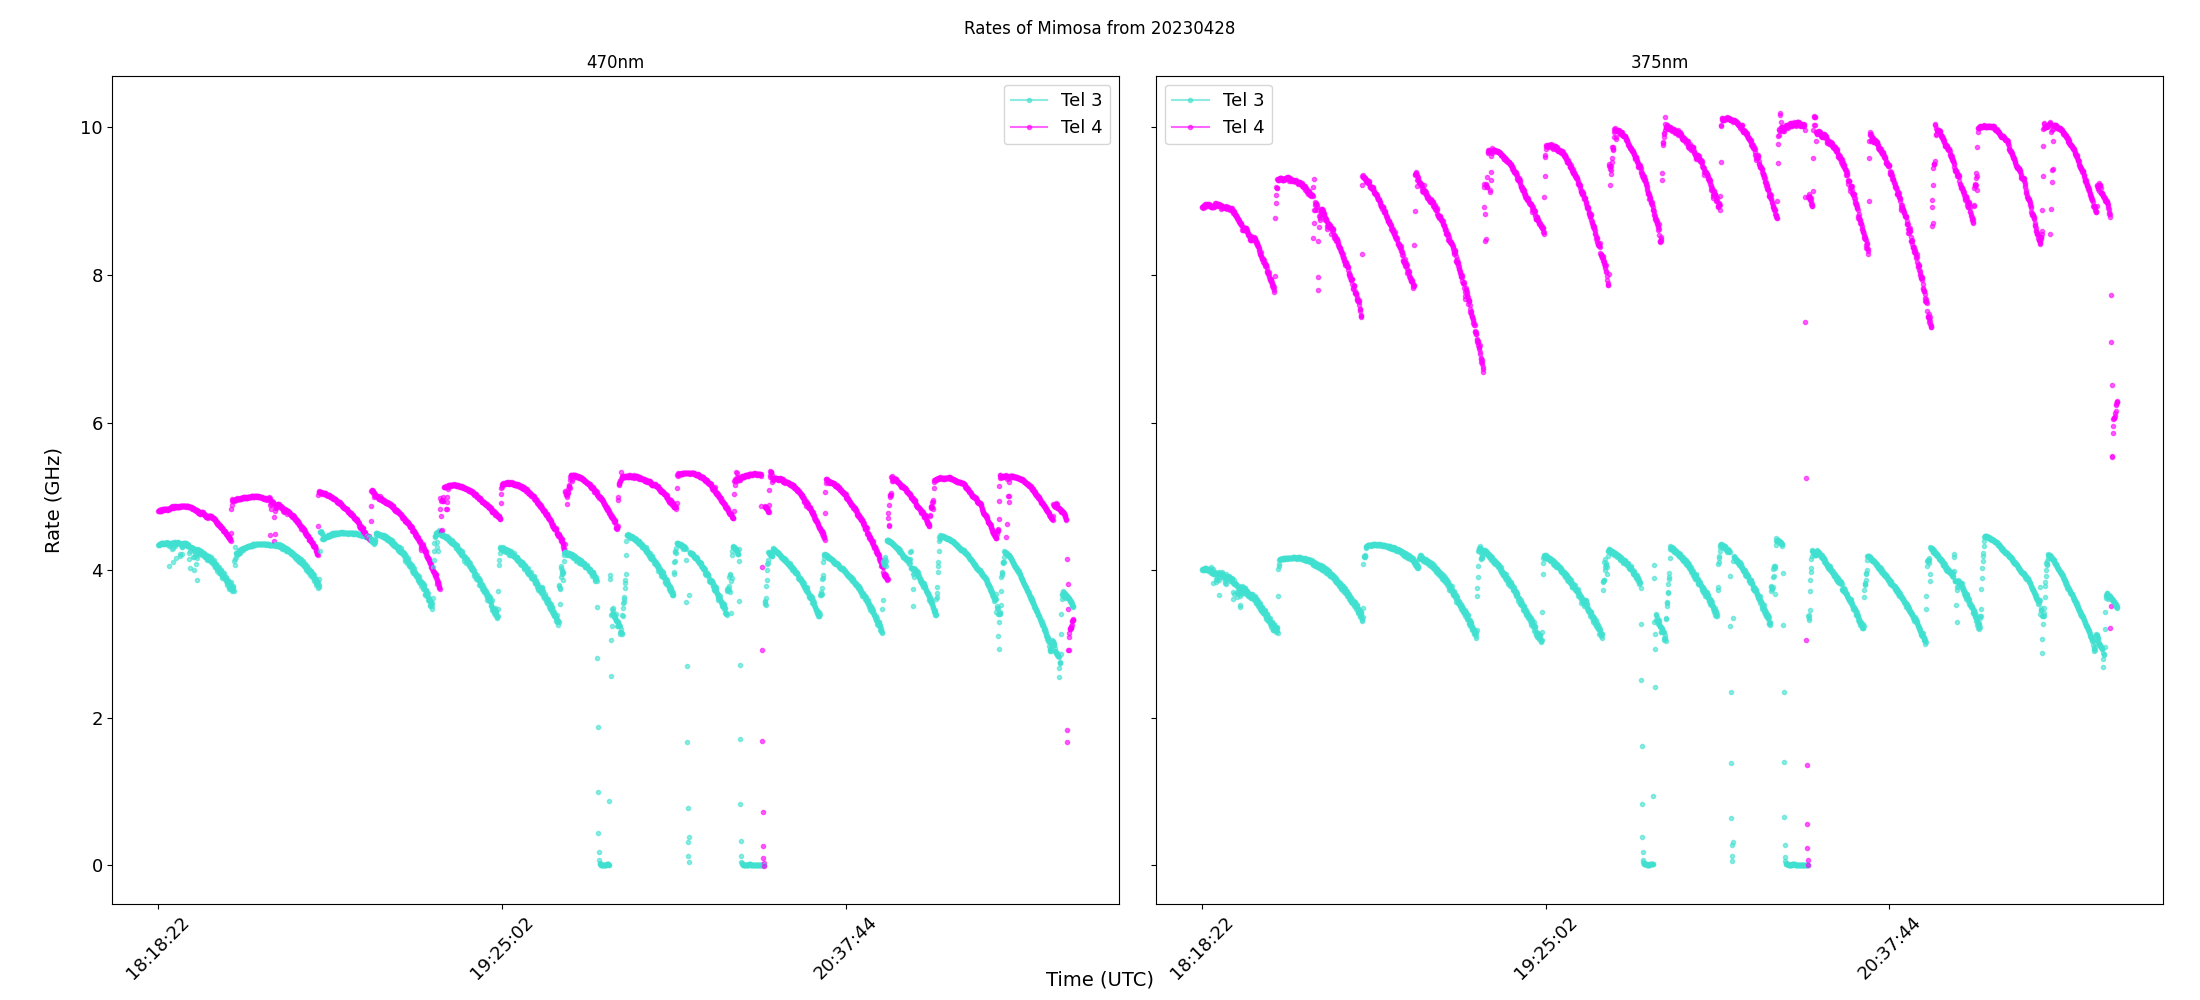 Rates of Mimosa from 20230428
470nm
375nm
Tel 3
Tel 4
Tel 3
Tel 4
Rate (GHz)
10
8
6
4
2
0
18:18:22
19:25:02
20:37:44
18:18:22
19:25:02
20:37:44
Time (UTC)